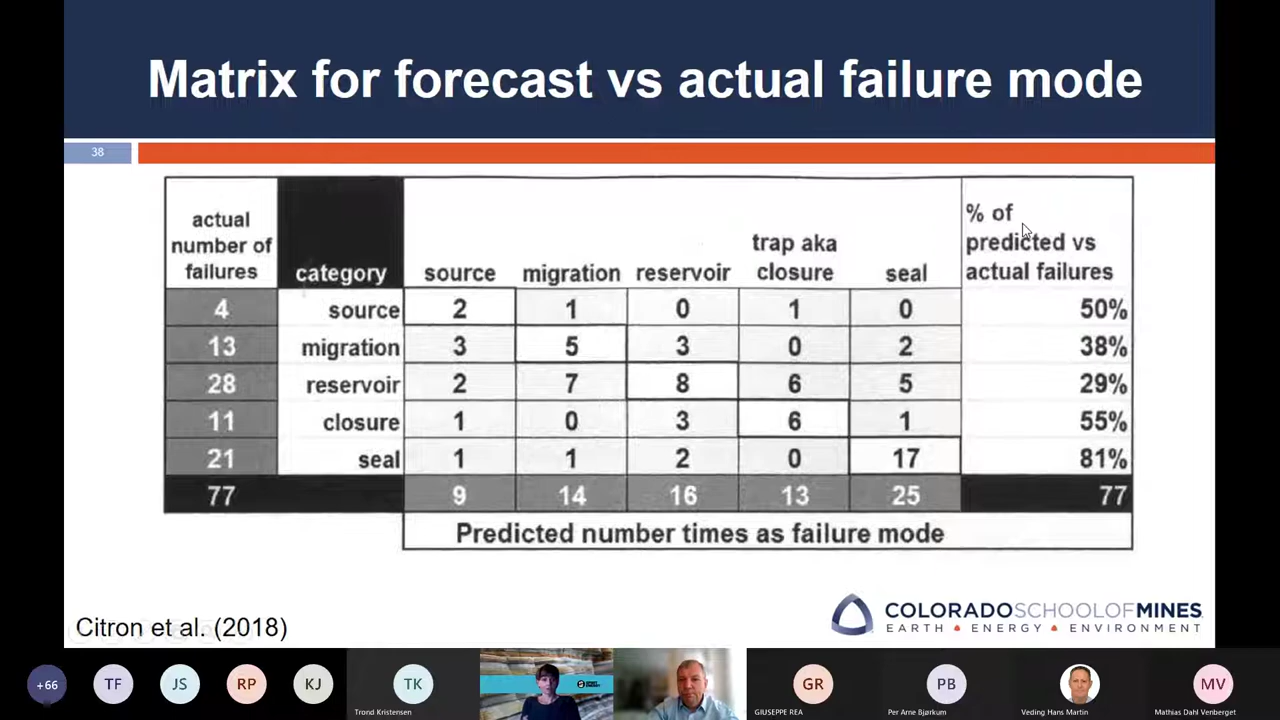 Matrix for forecast vs actual failure mode
38
actual number of failures category source migration reservoir trap aka closure seal % of predicted vs actual failures
4 source 2 1 0 1 0 50%
13 migration 3 5 3 0 2 38%
28 reservoir 2 7 8 6 5 29%
11 closure 1 0 3 6 1 55%
21 seal 1 1 2 0 17 81%
77 9 14 16 13 25 77
Predicted number times as failure mode
Citron et al. (2018)
COLORADOSCHOOLOFMINES
EARTH • ENERGY • ENVIRONMENT
+66 TF JS RP KJ TK GR PB MV
Trond Kristensen GIUSEPPE REA Per Arne Bjørkum Veding Hans Martin Mathias Dahl Venberget